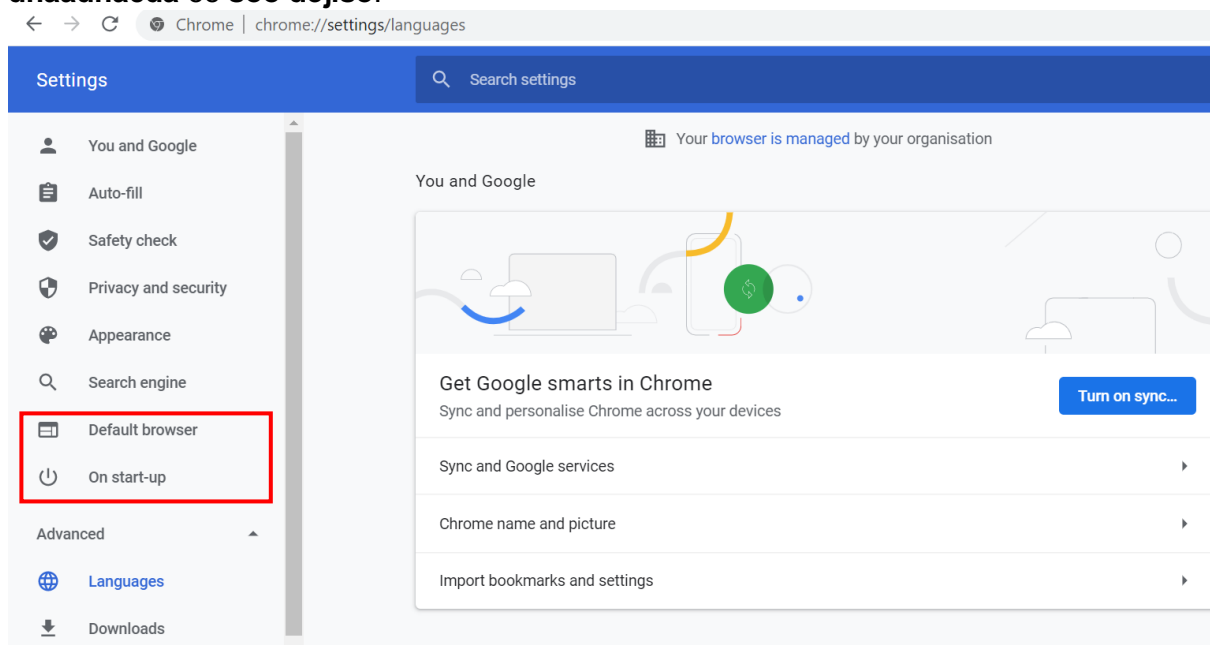 Chrome | chrome://settings/languages
Settings
Search settings
Your browser is managed by your organisation
You and Google
Auto-fill
Safety check
Privacy and security
Appearance
Search engine
Default browser
On start-up
Advanced
Languages
Downloads
You and Google
Get Google smarts in Chrome
Sync and personalise Chrome across your devices
Turn on sync...
Sync and Google services
Chrome name and picture
Import bookmarks and settings